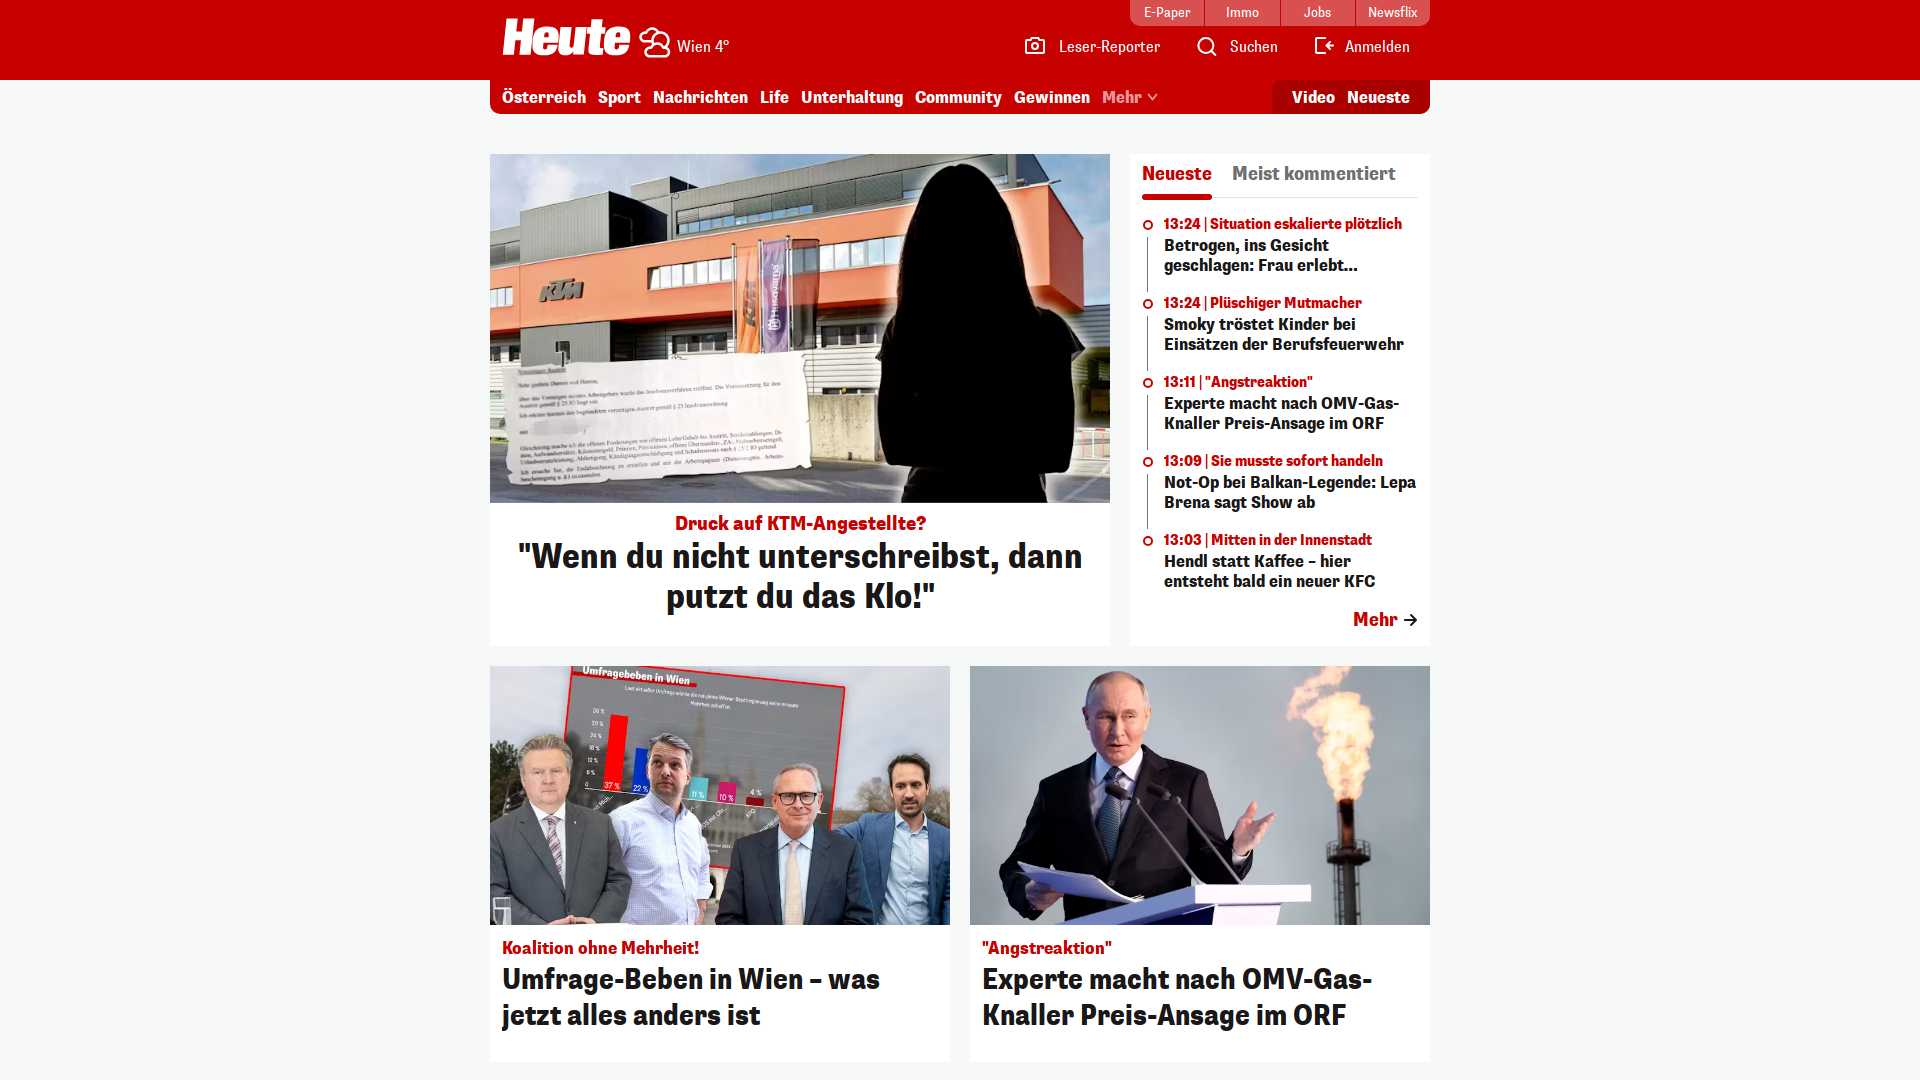 E-Paper
Immo
Jobs
Newsflix
Heute
Wien 4°
Leser-Reporter
Suchen
Anmelden
Österreich
Sport
Nachrichten
Life
Unterhaltung
Community
Gewinnen
Mehr
Video
Neueste
KTM
KTM
Husqvarna
Druck auf KTM-Angestellte?
"Wenn du nicht unterschreibst, dann
putzt du das Klo!"
Neueste
Meist kommentiert
13:24 | Situation eskalierte plötzlich
Betrogen, ins Gesicht
geschlagen: Frau erlebt...
13:24 | Plüschiger Mutmacher
Smoky tröstet Kinder bei
Einsätzen der Berufsfeuerwehr
13:11 | "Angstreaktion"
Experte macht nach OMV-Gas-
Knaller Preis-Ansage im ORF
13:09 | Sie musste sofort handeln
Not-Op bei Balkan-Legende: Lepa
Brena sagt Show ab
13:03 | Mitten in der Innenstadt
Hendl statt Kaffee – hier
entsteht bald ein neuer KFC
Mehr
Umfragebeben in Wien
37 %
22 %
11 %
10 %
4 %
Koalition ohne Mehrheit!
Umfrage-Beben in Wien – was
jetzt alles anders ist
"Angstreaktion"
Experte macht nach OMV-Gas-
Knaller Preis-Ansage im ORF